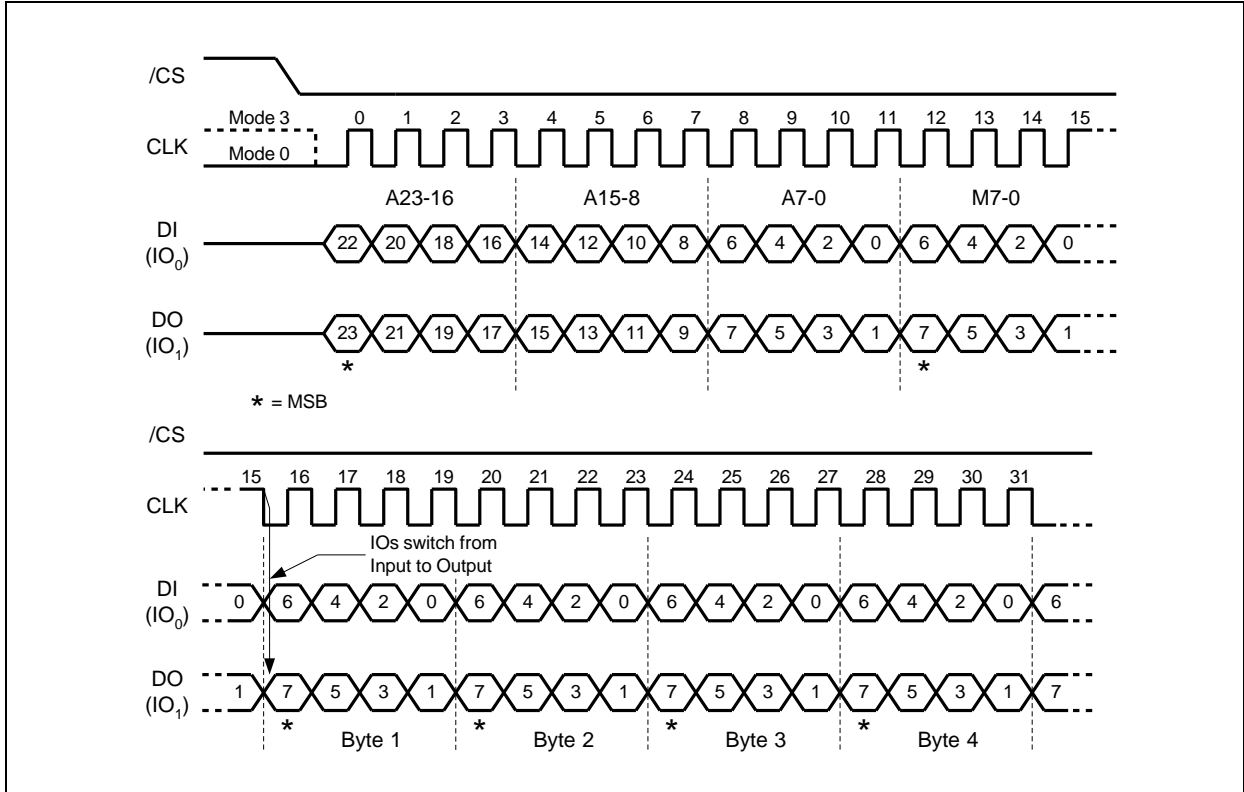 /CS
Mode 3 0 1 2 3 4 5 6 7 8 9 10 11 12 13 14 15
CLK
Mode 0
A23-16 A15-8 A7-0 M7-0
DI
(IO0) 22 20 18 16 14 12 10 8 6 4 2 0 6 4 2 0
DO
(IO1) 23 21 19 17 15 13 11 9 7 5 3 1 7 5 3 1
* *
* = MSB
/CS
15 16 17 18 19 20 21 22 23 24 25 26 27 28 29 30 31
CLK
IOs switch from
Input to Output
DI
(IO0) 0 6 4 2 0 6 4 2 0 6 4 2 0 6 4 2 0 6
DO
(IO1) 1 7 5 3 1 7 5 3 1 7 5 3 1 7 5 3 1 7
* * * *
Byte 1 Byte 2 Byte 3 Byte 4